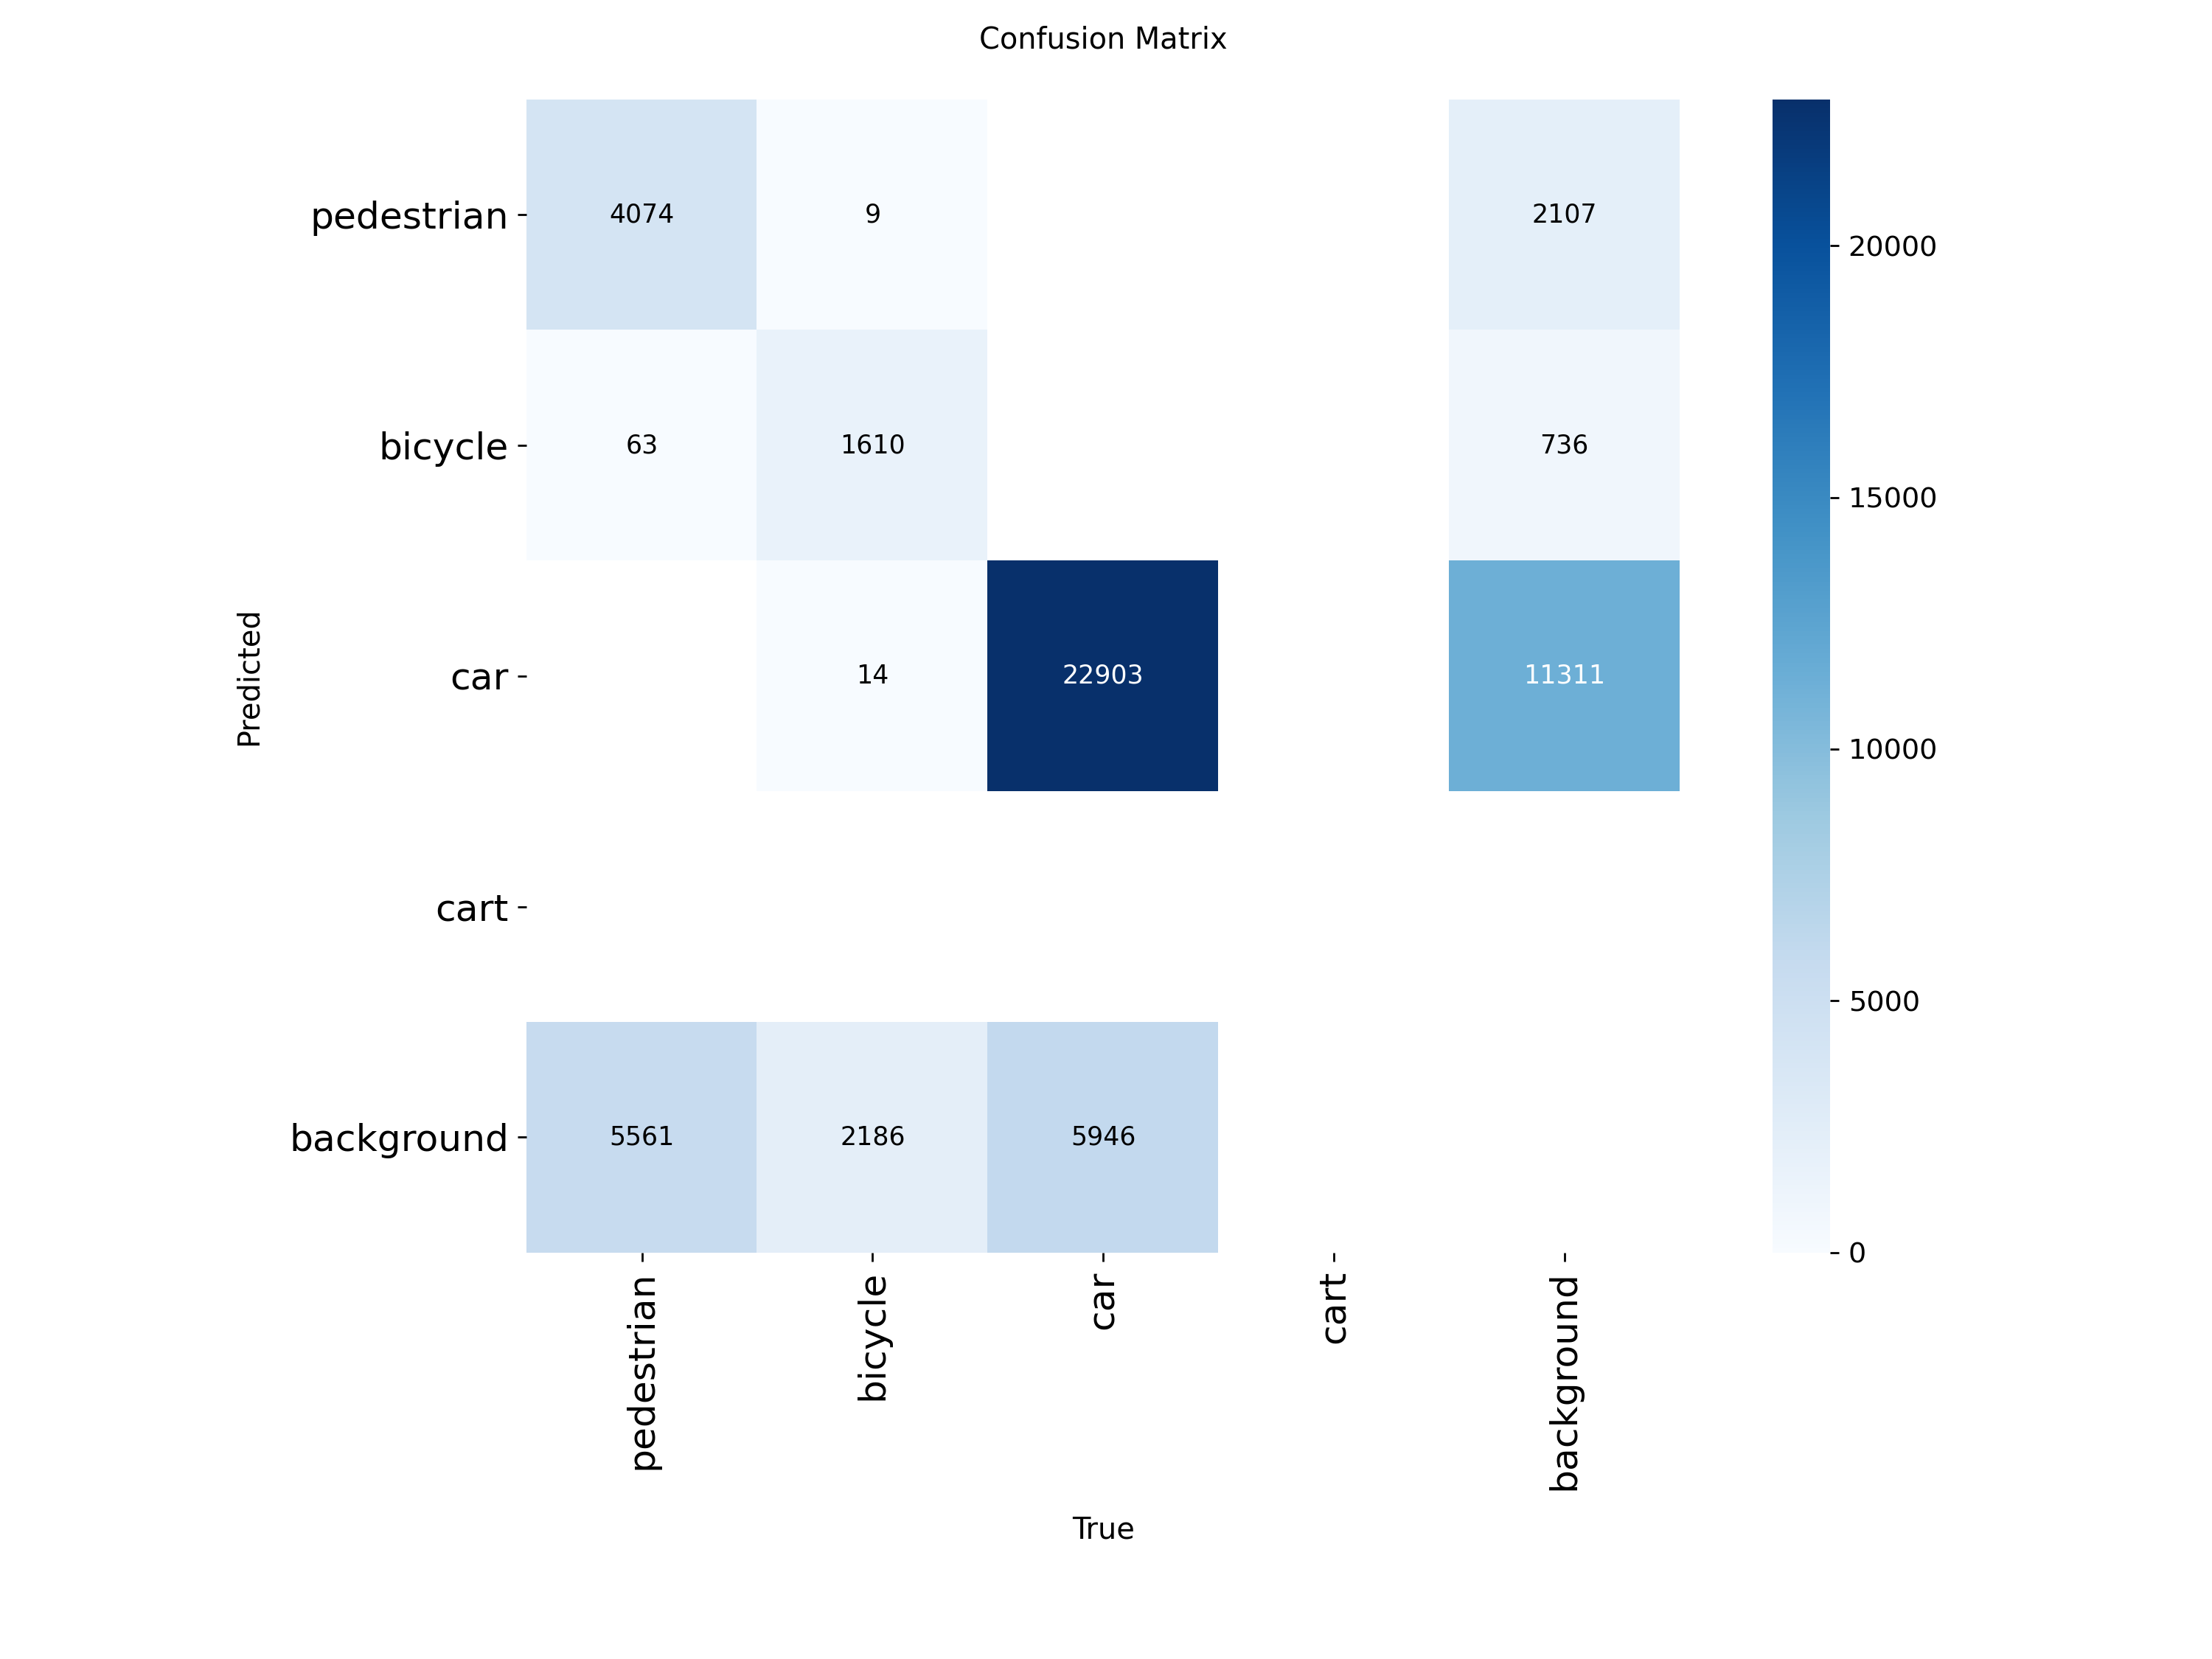 Confusion Matrix
pedestrian
4074
9
2107
20000
bicycle
63
1610
736
15000
Predicted
car
14
22903
11311
10000
cart
5000
background
5561
2186
5946
0
pedestrian
bicycle
car
cart
background
True